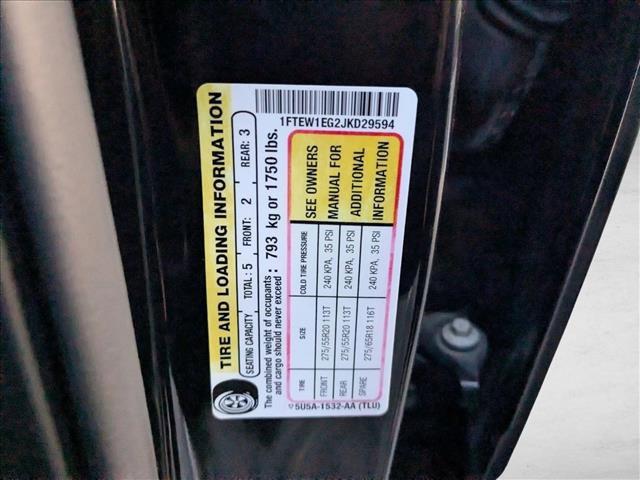 TIRE AND LOADING INFORMATION
SEATING CAPACITY TOTAL : 5 FRONT: 2 REAR: 3
The combined weight of occupants and cargo should never exceed : 793 kg or 1750 lbs.
TIRE SIZE COLD TIRE PRESSURE SEE OWNERS
FRONT 275/55R20 113T 240 KPA, 35 PSI MANUAL FOR
REAR 275/55R20 113T 240 KPA, 35 PSI ADDITIONAL
SPARE 275/65R18 116T 240 KPA, 35 PSI INFORMATION
5U5A-1532-AA (TLU)
1FTEW1EG2JKD29594